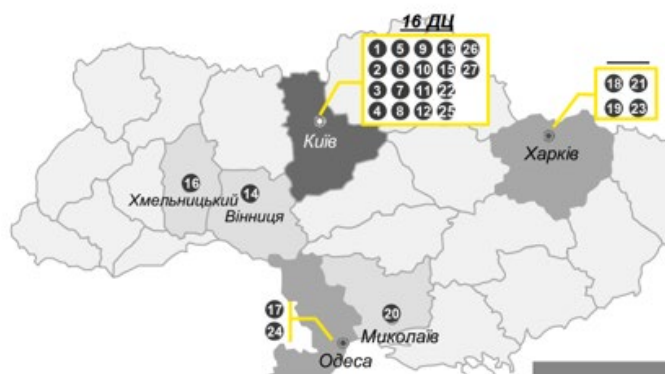 16 ДЦ
1 5 9 13 26
2 6 10 15 27
3 7 11 22
4 8 12 25
18 21
19 23
Київ
Харків
16
Хмельницький
14
Вінниця
17
24
20
Миколаїв
Одеса